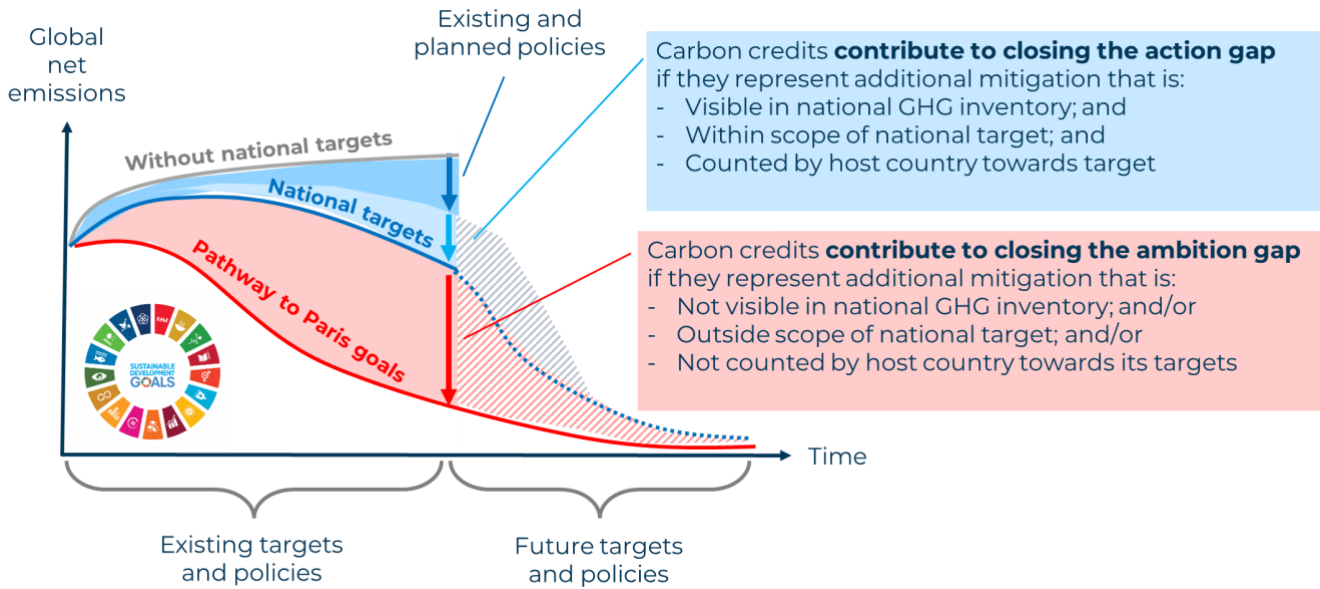 Global
net
emissions
Existing and
planned policies
Without national targets
National targets
Pathway to Paris goals
SUSTAINABLE
DEVELOPMENT
GOALS
Carbon credits contribute to closing the action gap
if they represent additional mitigation that is:
- Visible in national GHG inventory; and
- Within scope of national target; and
- Counted by host country towards target
Carbon credits contribute to closing the ambition gap
if they represent additional mitigation that is:
- Not visible in national GHG inventory; and/or
- Outside scope of national target; and/or
- Not counted by host country towards its targets
Time
Existing targets
and policies
Future targets
and policies